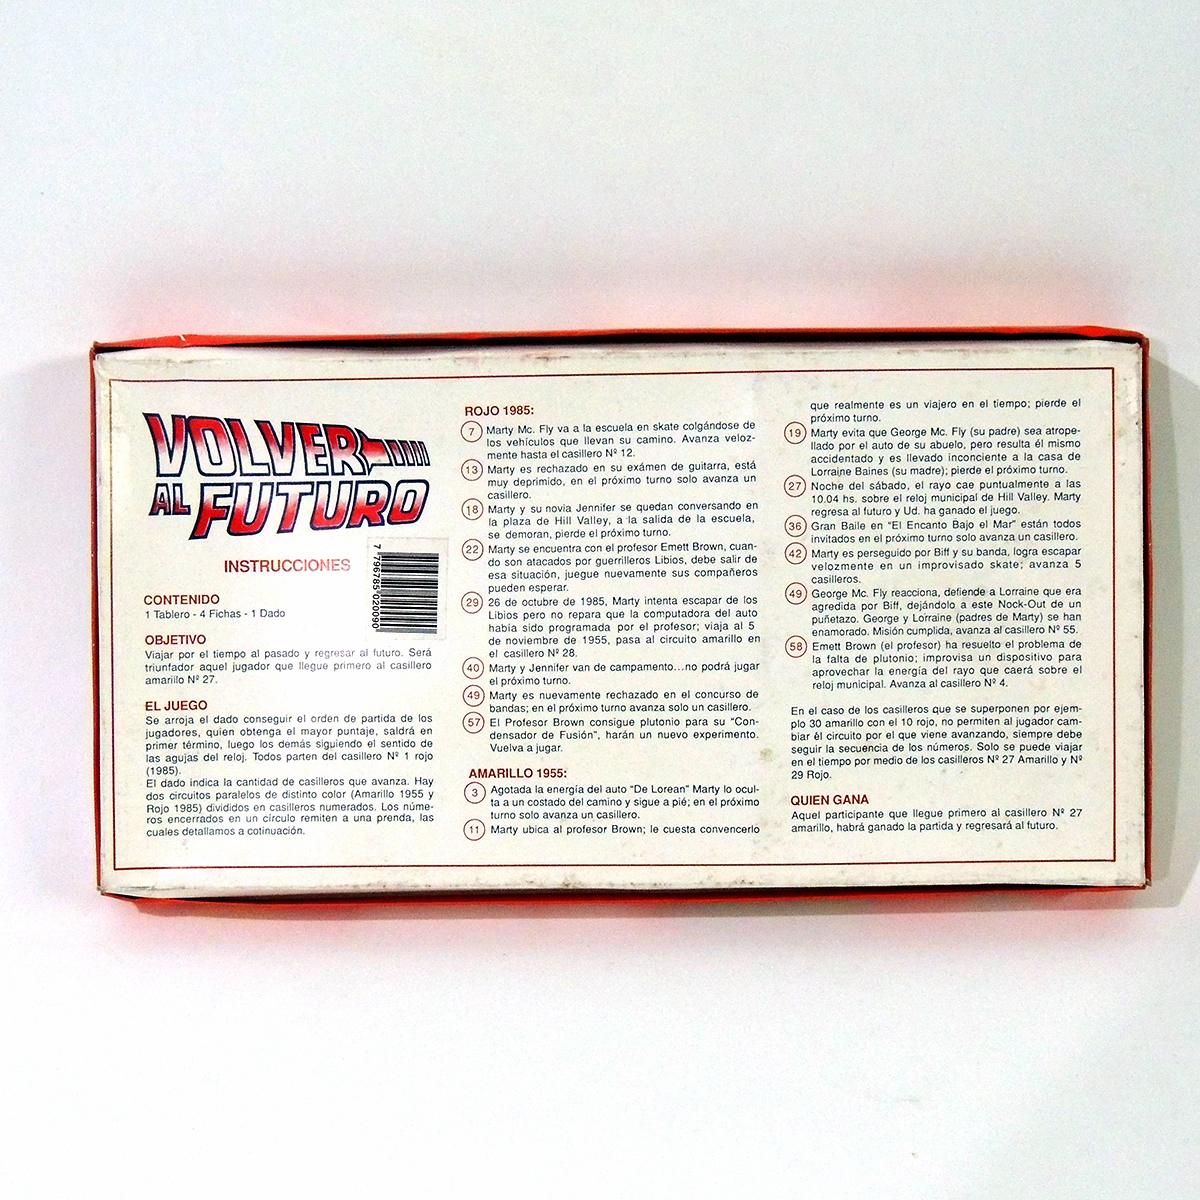 VOLVER
AL FUTURO
INSTRUCCIONES
7 796785 020090
CONTENIDO
1 Tablero - 4 Fichas - 1 Dado
OBJETIVO
Viajar por el tiempo al pasado y regresar al futuro. Será
triunfador aquel jugador que llegue primero al casillero
amarillo Nº 27.
EL JUEGO
Se arroja el dado conseguir el orden de partida de los
jugadores, quien obtenga el mayor puntaje, saldrá en
primer término, luego los demás siguiendo el sentido de
las agujas del reloj. Todos parten del casillero Nº 1 rojo
(1985).
El dado indica la cantidad de casilleros que avanza. Hay
dos circuitos paralelos de distinto color (Amarillo 1955 y
Rojo 1985) divididos en casilleros numerados. Los núme-
ros encerrados en un círculo remiten a una prenda, las
cuales detallamos a cotinuación.
ROJO 1985:
7 Marty Mc. Fly va a la escuela en skate colgándose de
los vehículos que llevan su camino. Avanza veloz-
mente hasta el casillero Nº 12.
13 Marty es rechazado en su exámen de guitarra, está
muy deprimido, en el próximo turno solo avanza un
casillero.
18 Marty y su novia Jennifer se quedan conversando en
la plaza de Hill Valley, a la salida de la escuela,
se demoran, pierde el próximo turno.
22 Marty se encuentra con el profesor Emett Brown, cuan-
do son atacados por guerrilleros Libios, debe salir de
esa situación, juegue nuevamente sus compañeros
pueden esperar.
29 26 de octubre de 1985, Marty intenta escapar de los
Libios pero no repara que la computadora del auto
había sido programada por el profesor; viaja al 5
de noviembre de 1955, pasa al circuito amarillo en
el casillero Nº 28.
40 Marty y Jennifer van de campamento...no podrá jugar
el próximo turno.
49 Marty es nuevamente rechazado en el concurso de
bandas; en el próximo turno avanza solo un casillero.
57 El Profesor Brown consigue plutonio para su "Con-
densador de Fusión", harán un nuevo experimento.
Vuelva a jugar.
AMARILLO 1955:
3 Agotada la energía del auto "De Lorean" Marty lo ocul-
ta a un costado del camino y sigue a pié; en el próximo
turno solo avanza un casillero.
11 Marty ubica al profesor Brown; le cuesta convencerlo
que realmente es un viajero en el tiempo; pierde el
próximo turno.
19 Marty evita que George Mc. Fly (su padre) sea atrope-
llado por el auto de su abuelo, pero resulta él mismo
accidentado y es llevado inconciente a la casa de
Lorraine Baines (su madre); pierde el próximo turno.
27 Noche del sábado, el rayo cae puntualmente a las
10.04 hs. sobre el reloj municipal de Hill Valley. Marty
regresa al futuro y Ud. ha ganado el juego.
36 Gran Baile en "El Encanto Bajo el Mar" están todos
invitados en el próximo turno solo avanza un casillero.
42 Marty es perseguido por Biff y su banda, logra escapar
velozmente en un improvisado skate; avanza 5
casilleros.
49 George Mc. Fly reacciona, defiende a Lorraine que era
agredida por Biff, dejándolo a este Nock-Out de un
puñetazo. George y Lorraine (padres de Marty) se han
enamorado. Misión cumplida, avanza al casillero Nº 55.
58 Emett Brown (el profesor) ha resuelto el problema de
la falta de plutonio; improvisa un dispositivo para
aprovechar la energía del rayo que caerá sobre el
reloj municipal. Avanza al casillero Nº 4.
En el caso de los casilleros que se superponen por ejem-
plo 30 amarillo con el 10 rojo, no permiten al jugador cam-
biar él circuito por el que viene avanzando, siempre debe
seguir la secuencia de los números. Solo se puede viajar
en el tiempo por medio de los casilleros Nº 27 Amarillo y Nº
29 Rojo.
QUIEN GANA
Aquel participante que llegue primero al casillero Nº 27
amarillo, habrá ganado la partida y regresará al futuro.